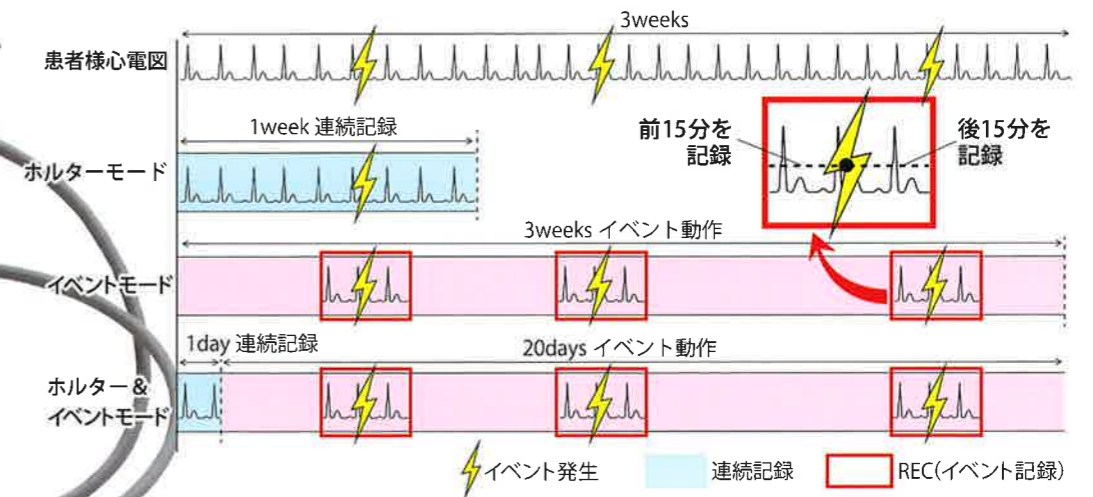 3weeks
患者様心電図
1week 連続記録
ホルターモード
前15分を
記録
後15分を
記録
3weeks イベント動作
イベントモード
1day 連続記録
20days イベント動作
ホルター＆
イベントモード
イベント発生
連続記録
REC(イベント記録)